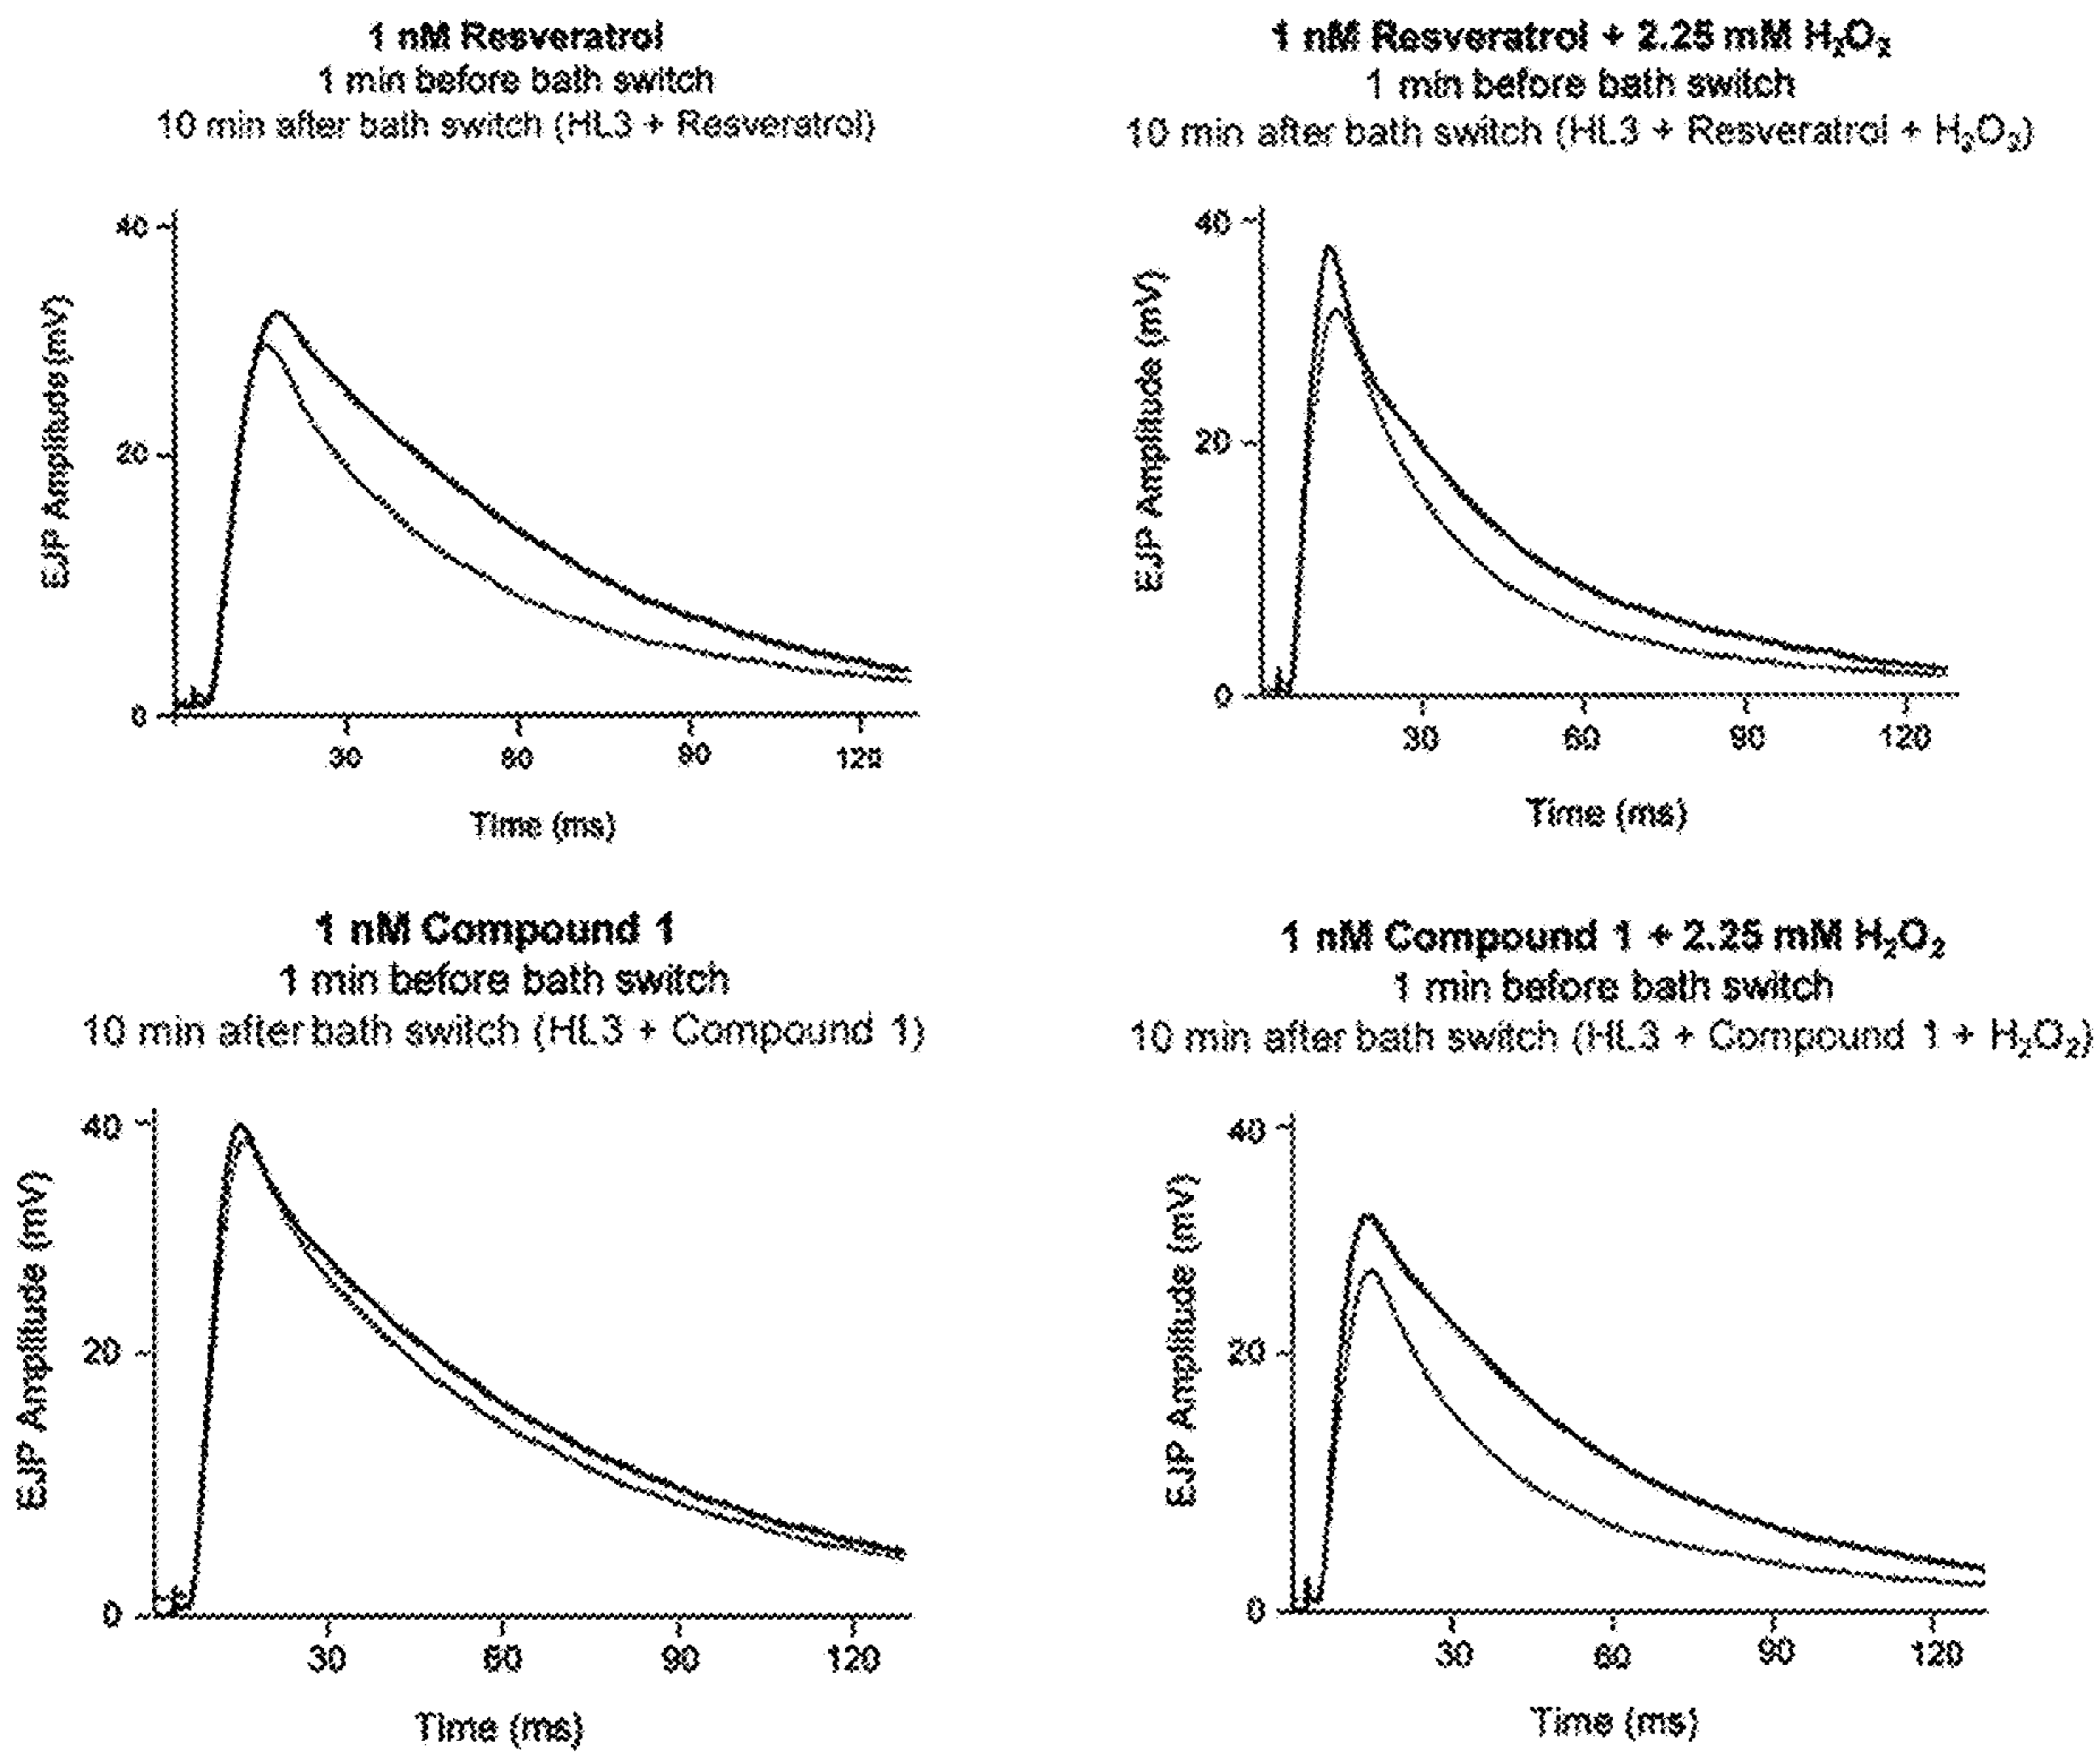 1 nM Resveratrol
1 min before bath switch
10 min after bath switch (HL3 + Resveratrol)
40
20
0
EJP Amplitude (mV)
30
60
90
120
Time (ms)
1 nM Resveratrol + 2.25 mM H₂O₂
1 min before bath switch
10 min after bath switch (HL3 + Resveratrol + H₂O₂)
40
20
0
EJP Amplitude (mV)
30
60
90
120
Time (ms)
1 nM Compound 1
1 min before bath switch
10 min after bath switch (HL3 + Compound 1)
40
20
0
EJP Amplitude (mV)
30
60
90
120
Time (ms)
1 nM Compound 1 + 2.25 mM H₂O₂
1 min before bath switch
10 min after bath switch (HL3 + Compound 1 + H₂O₂)
40
20
0
EJP Amplitude (mV)
30
60
90
120
Time (ms)